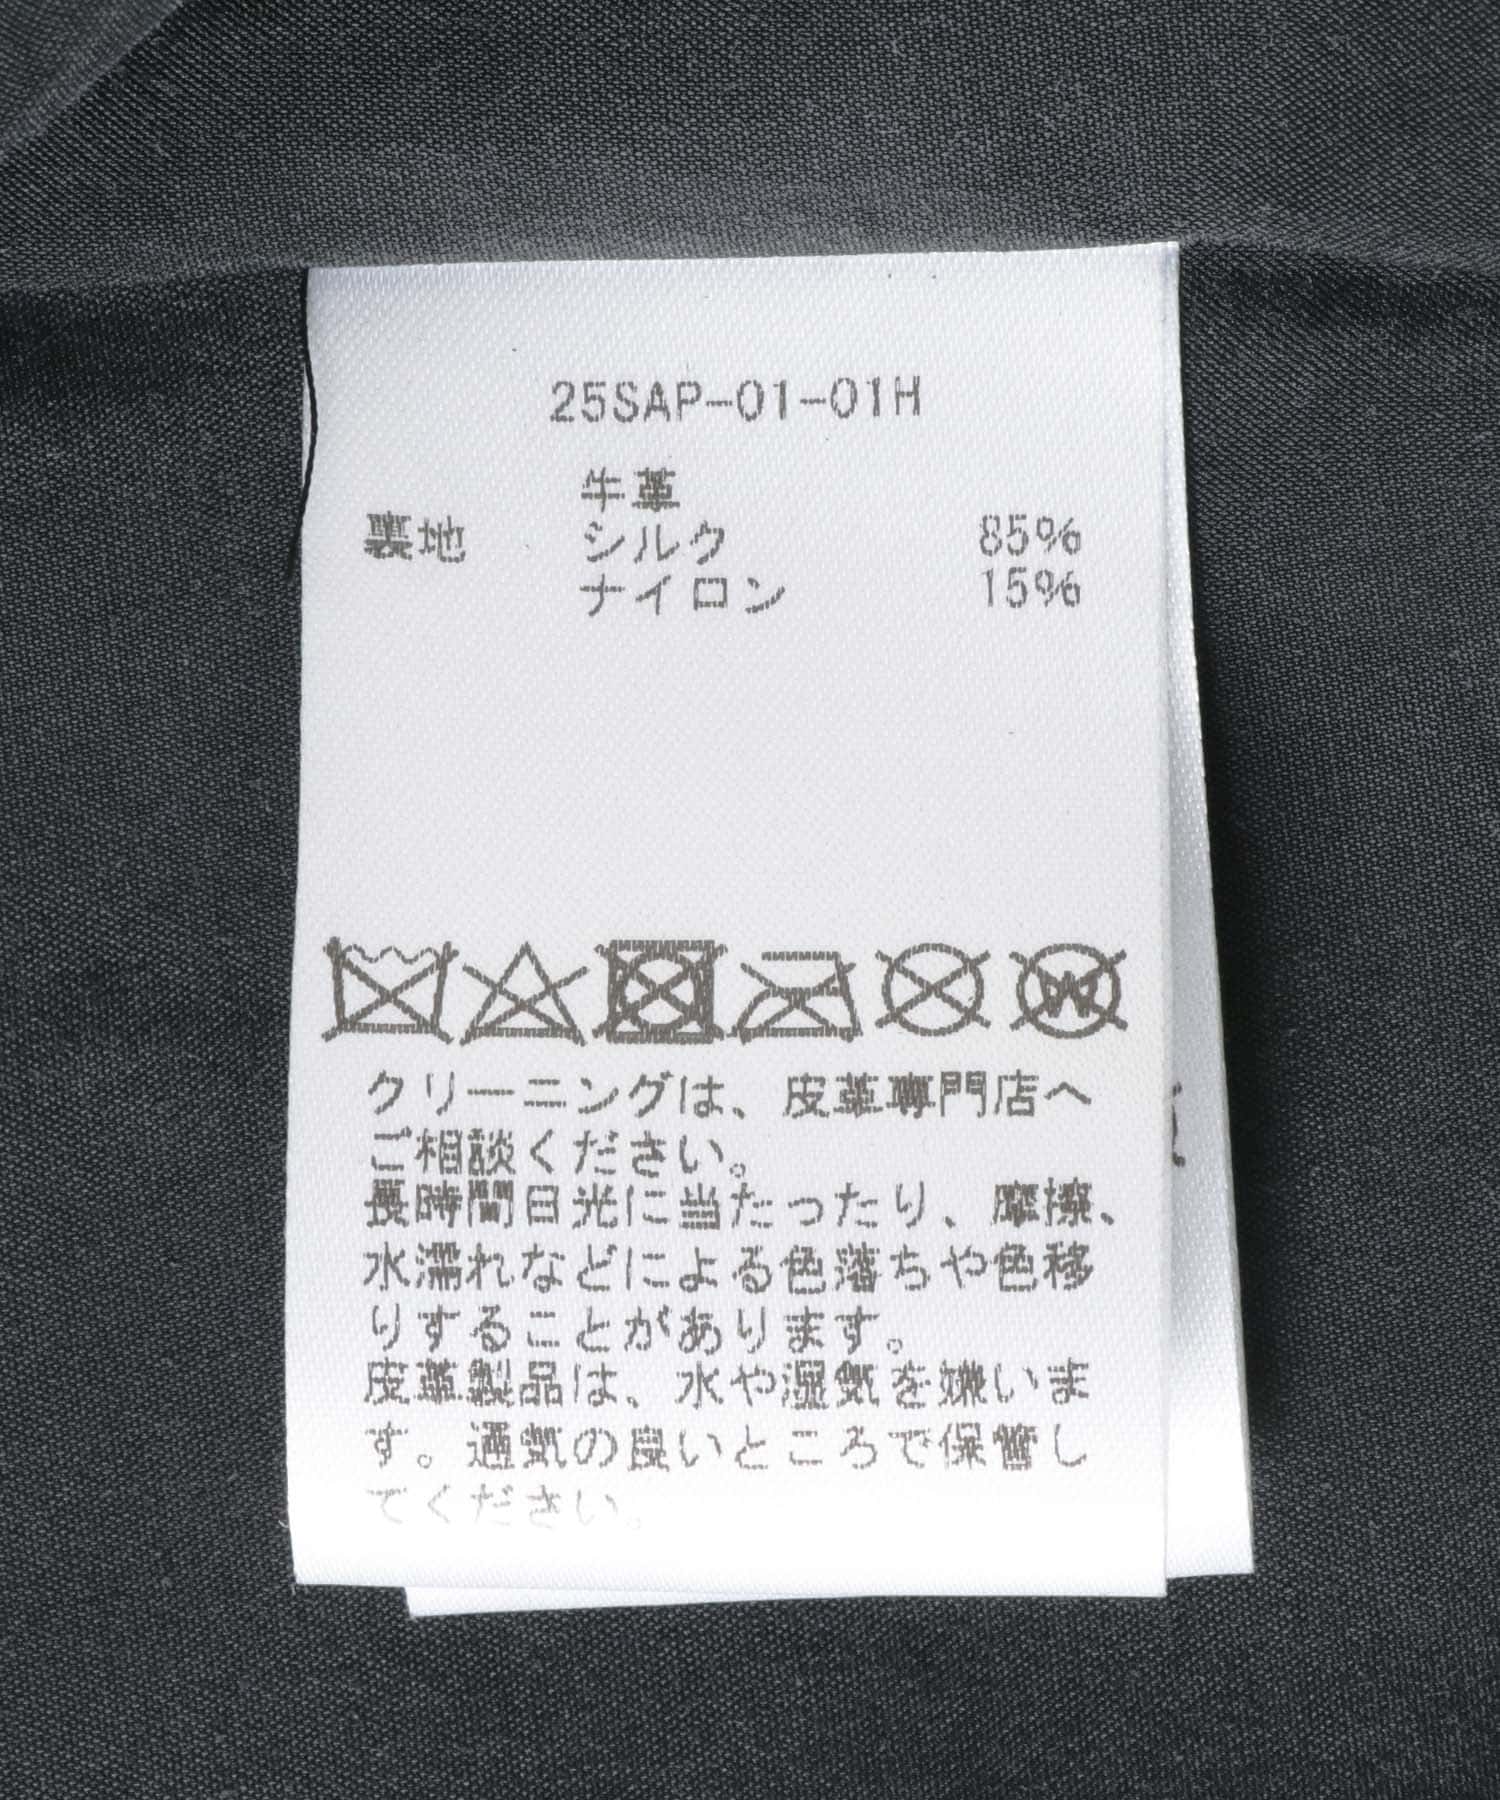 25SAP-01-01H
牛革
裏地 シルク 85%
ナイロン 15%
クリーニングは、皮革専門店へ
ご相談ください。
長時間日光に当たったり、摩擦、
水濡れなどによる色落ちや色移
りすることがあります。
皮革製品は、水や湿気を嫌いま
す。通気の良いところで保管し
てください。